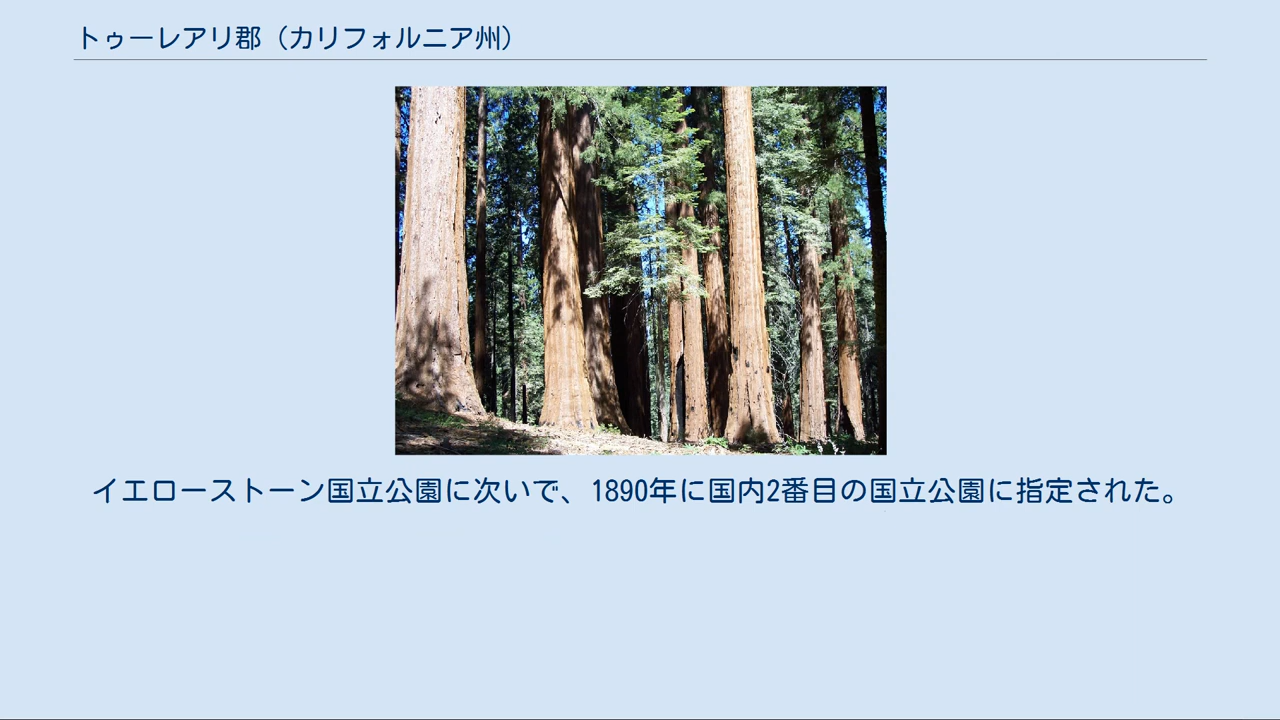 トゥーレアリ郡（カリフォルニア州）
イエローストーン国立公園に次いで、1890年に国内2番目の国立公園に指定された。